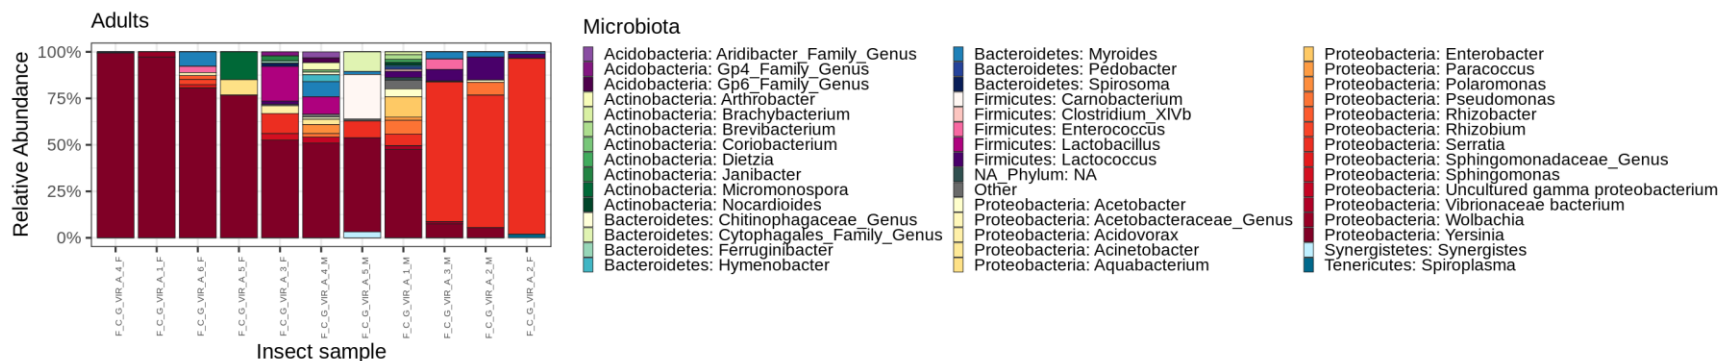 Adults
Relative Abundance
100%
75%
50%
25%
0%
F_C_G_VIR_A_4_F
F_C_G_VIR_A_1_F
F_C_G_VIR_A_6_F
F_C_G_VIR_A_5_F
F_C_G_VIR_A_3_F
F_C_G_VIR_A_4_M
F_C_G_VIR_A_5_M
F_C_G_VIR_A_1_M
F_C_G_VIR_A_3_M
F_C_G_VIR_A_2_M
F_C_G_VIR_A_2_F
Insect sample
Microbiota
Acidobacteria: Aridibacter_Family_Genus
Acidobacteria: Gp4_Family_Genus
Acidobacteria: Gp6_Family_Genus
Actinobacteria: Arthrobacter
Actinobacteria: Brachybacterium
Actinobacteria: Brevibacterium
Actinobacteria: Coriobacterium
Actinobacteria: Dietzia
Actinobacteria: Janibacter
Actinobacteria: Micromonospora
Actinobacteria: Nocardioides
Bacteroidetes: Chitinophagaceae_Genus
Bacteroidetes: Cytophagales_Family_Genus
Bacteroidetes: Ferruginibacter
Bacteroidetes: Hymenobacter
Bacteroidetes: Myroides
Bacteroidetes: Pedobacter
Bacteroidetes: Spirosoma
Firmicutes: Carnobacterium
Firmicutes: Clostridium_XlVb
Firmicutes: Enterococcus
Firmicutes: Lactobacillus
Firmicutes: Lactococcus
NA_Phylum: NA
Other
Proteobacteria: Acetobacter
Proteobacteria: Acetobacteraceae_Genus
Proteobacteria: Acidovorax
Proteobacteria: Acinetobacter
Proteobacteria: Aquabacterium
Proteobacteria: Enterobacter
Proteobacteria: Paracoccus
Proteobacteria: Polaromonas
Proteobacteria: Pseudomonas
Proteobacteria: Rhizobacter
Proteobacteria: Rhizobium
Proteobacteria: Serratia
Proteobacteria: Sphingomonadaceae_Genus
Proteobacteria: Sphingomonas
Proteobacteria: Uncultured gamma proteobacterium
Proteobacteria: Vibrionaceae bacterium
Proteobacteria: Wolbachia
Proteobacteria: Yersinia
Synergistetes: Synergistes
Tenericutes: Spiroplasma